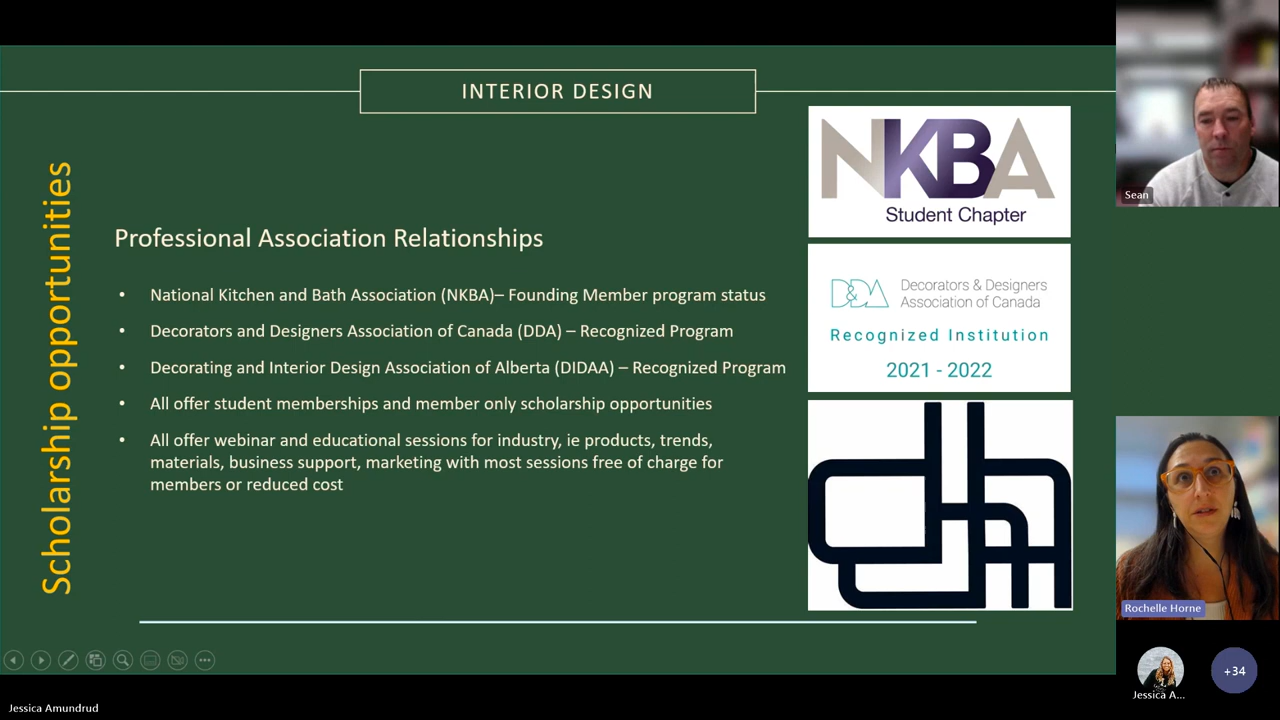 INTERIOR DESIGN
Scholarship opportunities
Professional Association Relationships
• National Kitchen and Bath Association (NKBA)– Founding Member program status
• Decorators and Designers Association of Canada (DDA) – Recognized Program
• Decorating and Interior Design Association of Alberta (DIDAA) – Recognized Program
• All offer student memberships and member only scholarship opportunities
• All offer webinar and educational sessions for industry, ie products, trends,
materials, business support, marketing with most sessions free of charge for
members or reduced cost
NKBA
Student Chapter
D&DA
Decorators & Designers
Association of Canada
Recognized Institution
2021 - 2022
Sean
Rochelle Horne
Jessica A...
+34
Jessica Amundrud